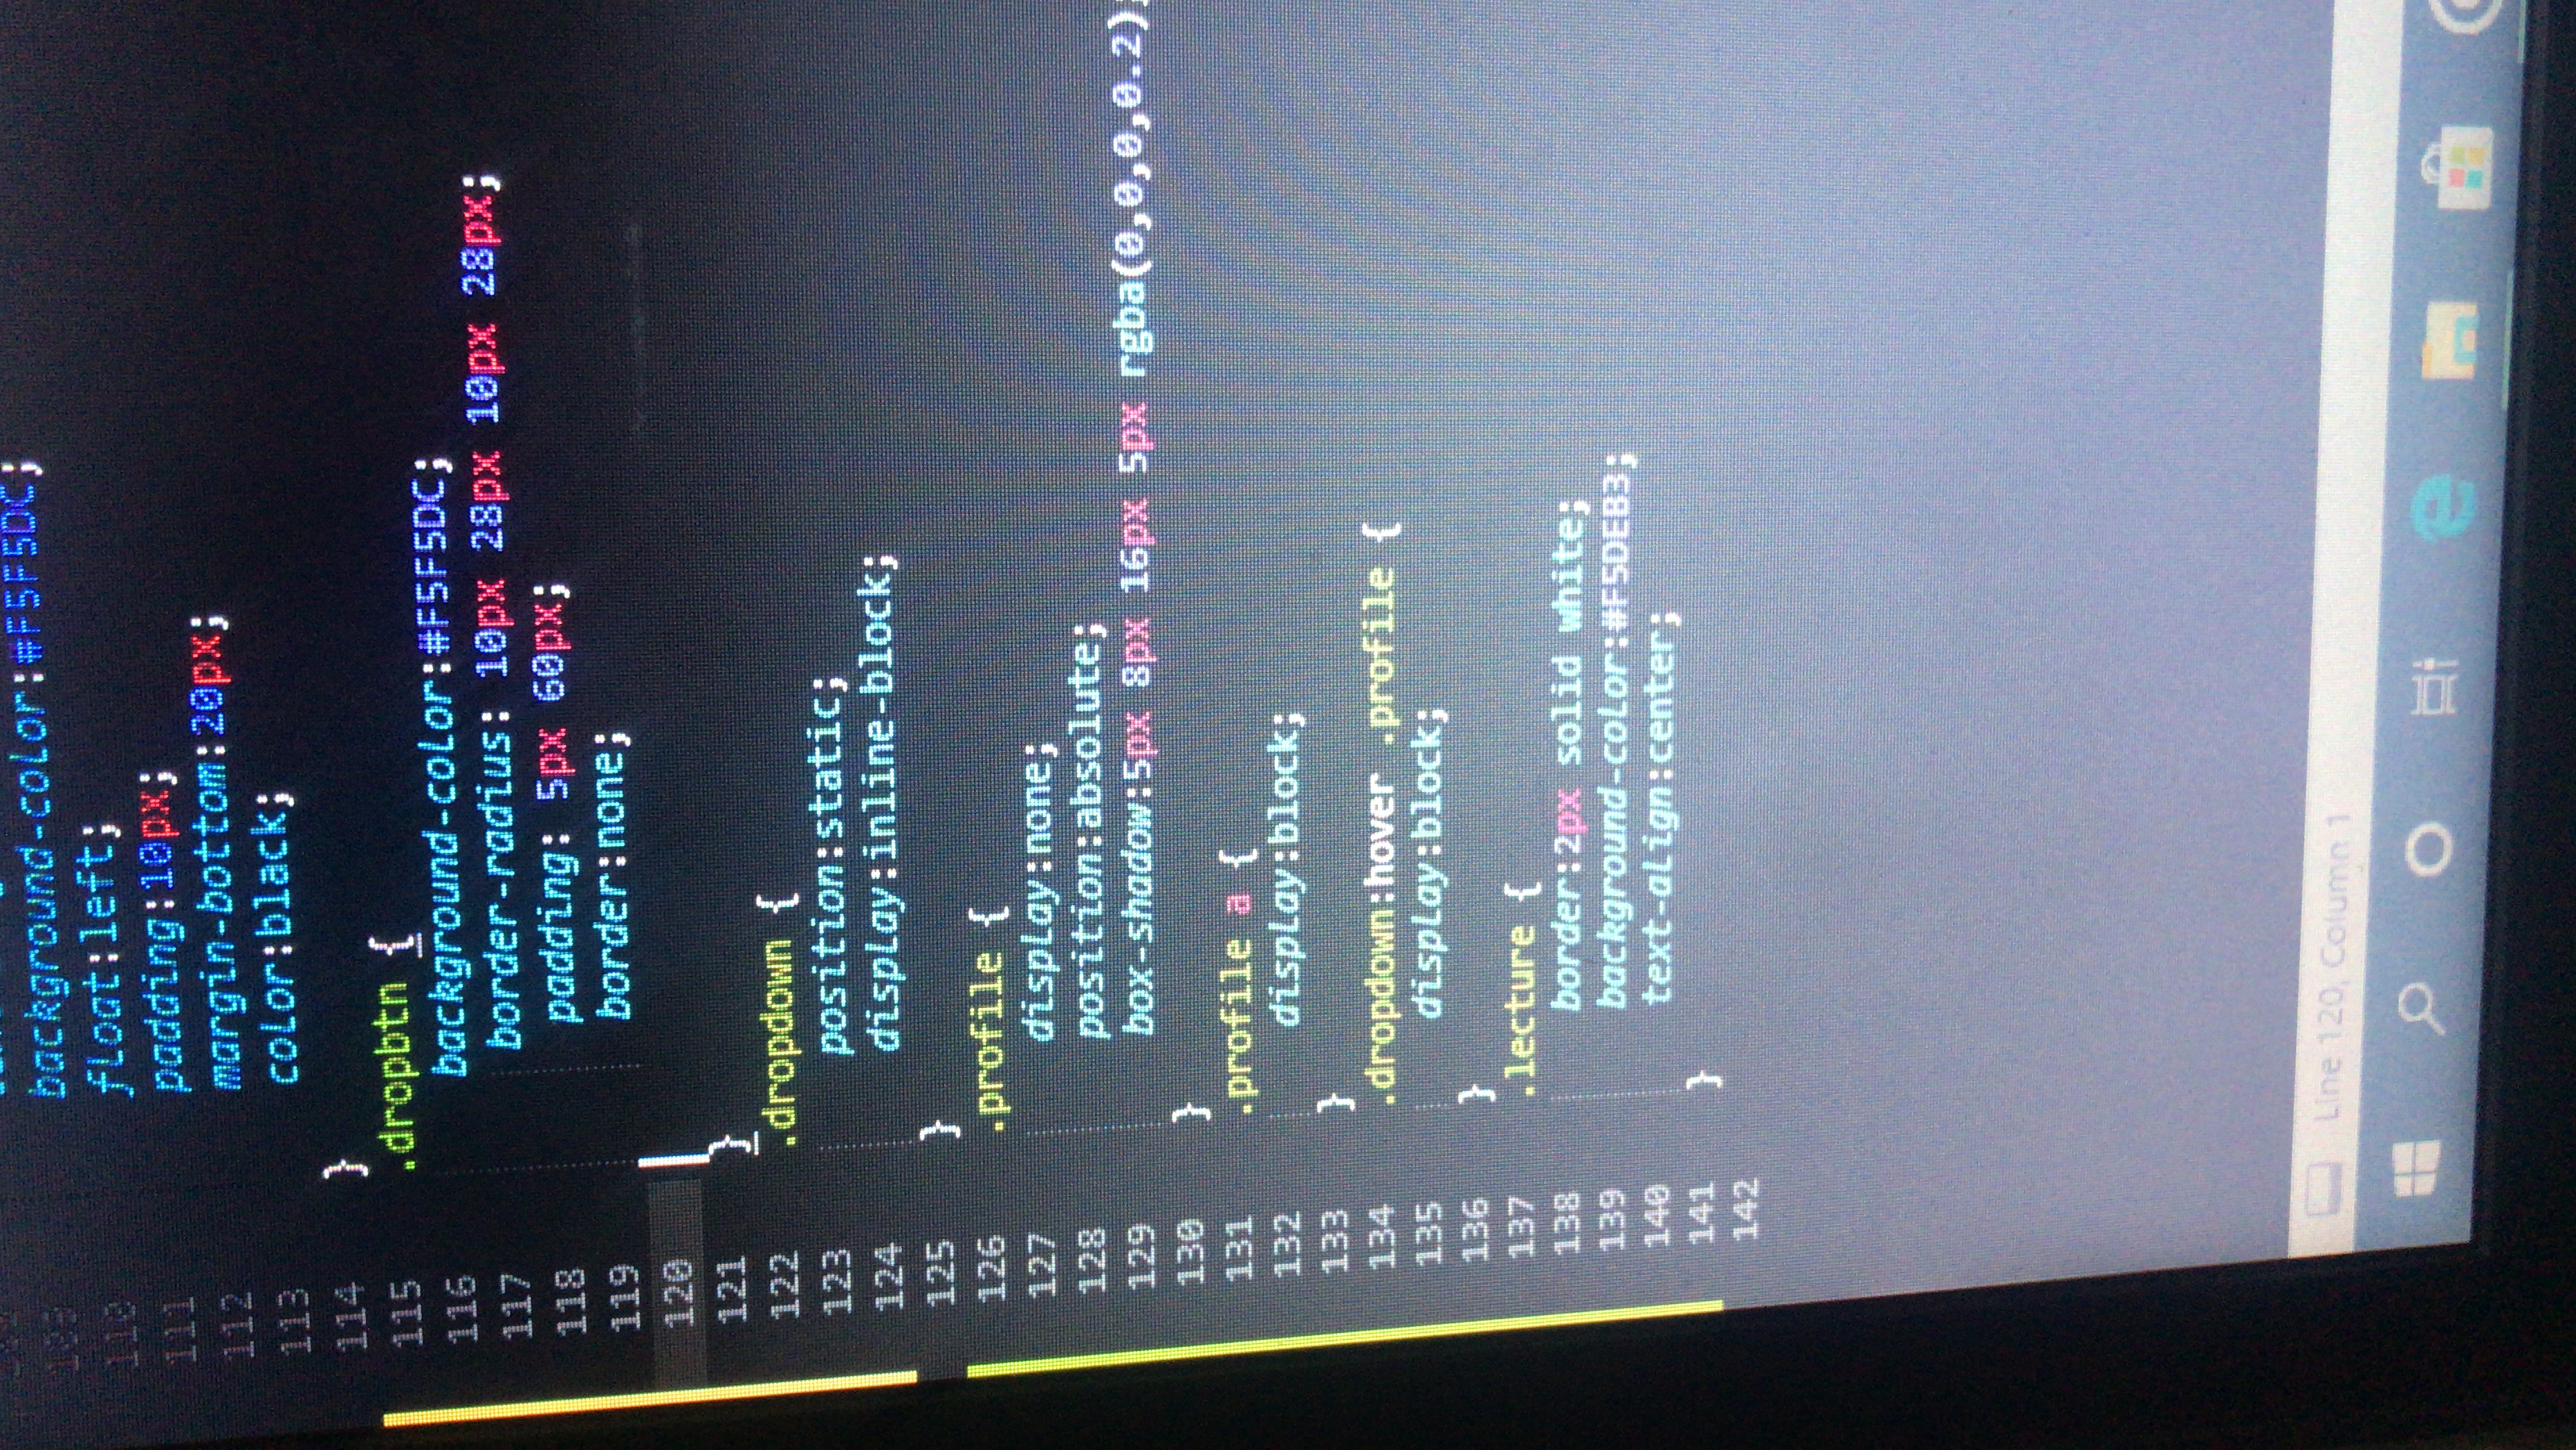 109 background-color:#F5F5DC;
110 float:left;
111 padding:10px;
112 margin-bottom:20px;
113 color:black;
114 }
115 .dropbtn {
116 background-color:#F5F5DC;
117 border-radius: 10px 28px 10px 28px;
118 padding: 5px 60px;
119 border:none;
120
121 }
122 .dropdown {
123 position:static;
124 display:inline-block;
125 }
126 .profile {
127 display:none;
128 position:absolute;
129 box-shadow:5px 8px 16px 5px rgba(0,0,0,0.2);
130 }
131 .profile a {
132 display:block;
133 }
134 .dropdown:hover .profile {
135 display:block;
136 }
137 .lecture {
138 border:2px solid white;
139 background-color:#F5DEB3;
140 text-align:center;
141 }
142
Line 120, Column 1